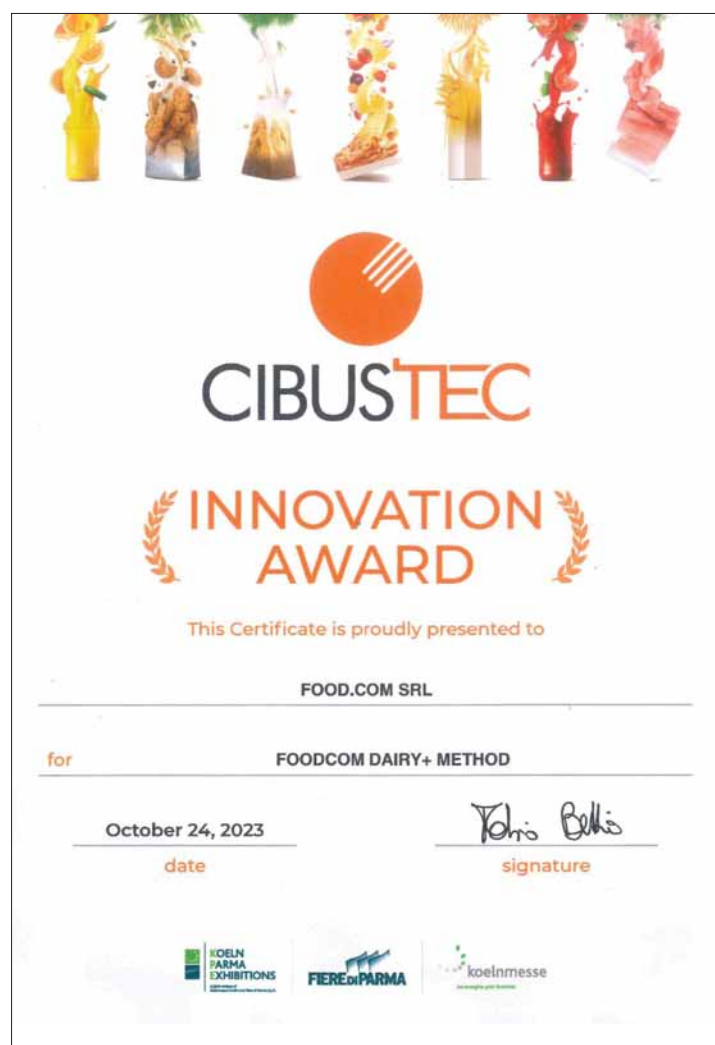 CIBUSTEC
INNOVATION
AWARD
This Certificate is proudly presented to
FOOD.COM SRL
for FOODCOM DAIRY+ METHOD
October 24, 2023
date
signature
KOELN
PARMA
EXHIBITIONS
FIERE DI PARMA
koelnmesse